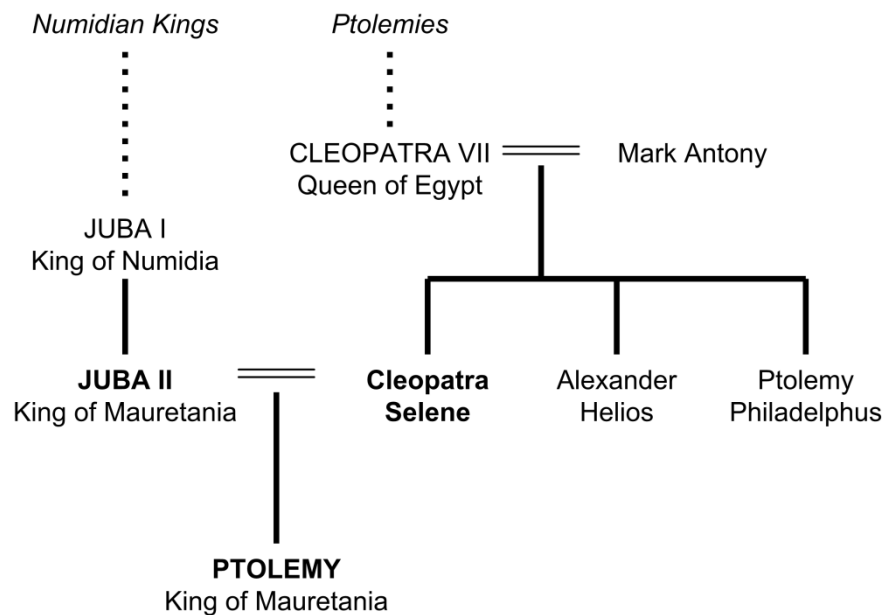 Numidian Kings
Ptolemies
CLEOPATRA VII
Queen of Egypt
Mark Antony
JUBA I
King of Numidia
JUBA II
King of Mauretania
Cleopatra
Selene
Alexander
Helios
Ptolemy
Philadelphus
PTOLEMY
King of Mauretania